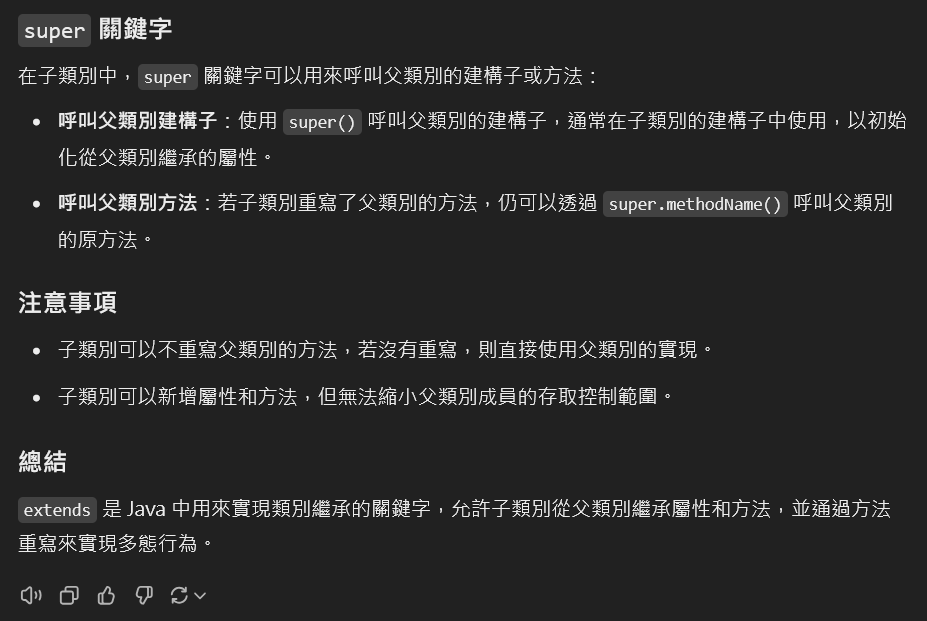 super 關鍵字
在子類別中，super 關鍵字可以用來呼叫父類別的建構子或方法：
• 呼叫父類別建構子：使用 super() 呼叫父類別的建構子，通常在子類別的建構子中使用，以初始
化從父類別繼承的屬性。
• 呼叫父類別方法：若子類別重寫了父類別的方法，仍可以透過 super.methodName() 呼叫父類別
的原方法。
注意事項
• 子類別可以不重寫父類別的方法，若沒有重寫，則直接使用父類別的實現。
• 子類別可以新增屬性和方法，但無法縮小父類別成員的存取控制範圍。
總結
extends 是 Java 中用來實現類別繼承的關鍵字，允許子類別從父類別繼承屬性和方法，並通過方法
重寫來實現多態行為。